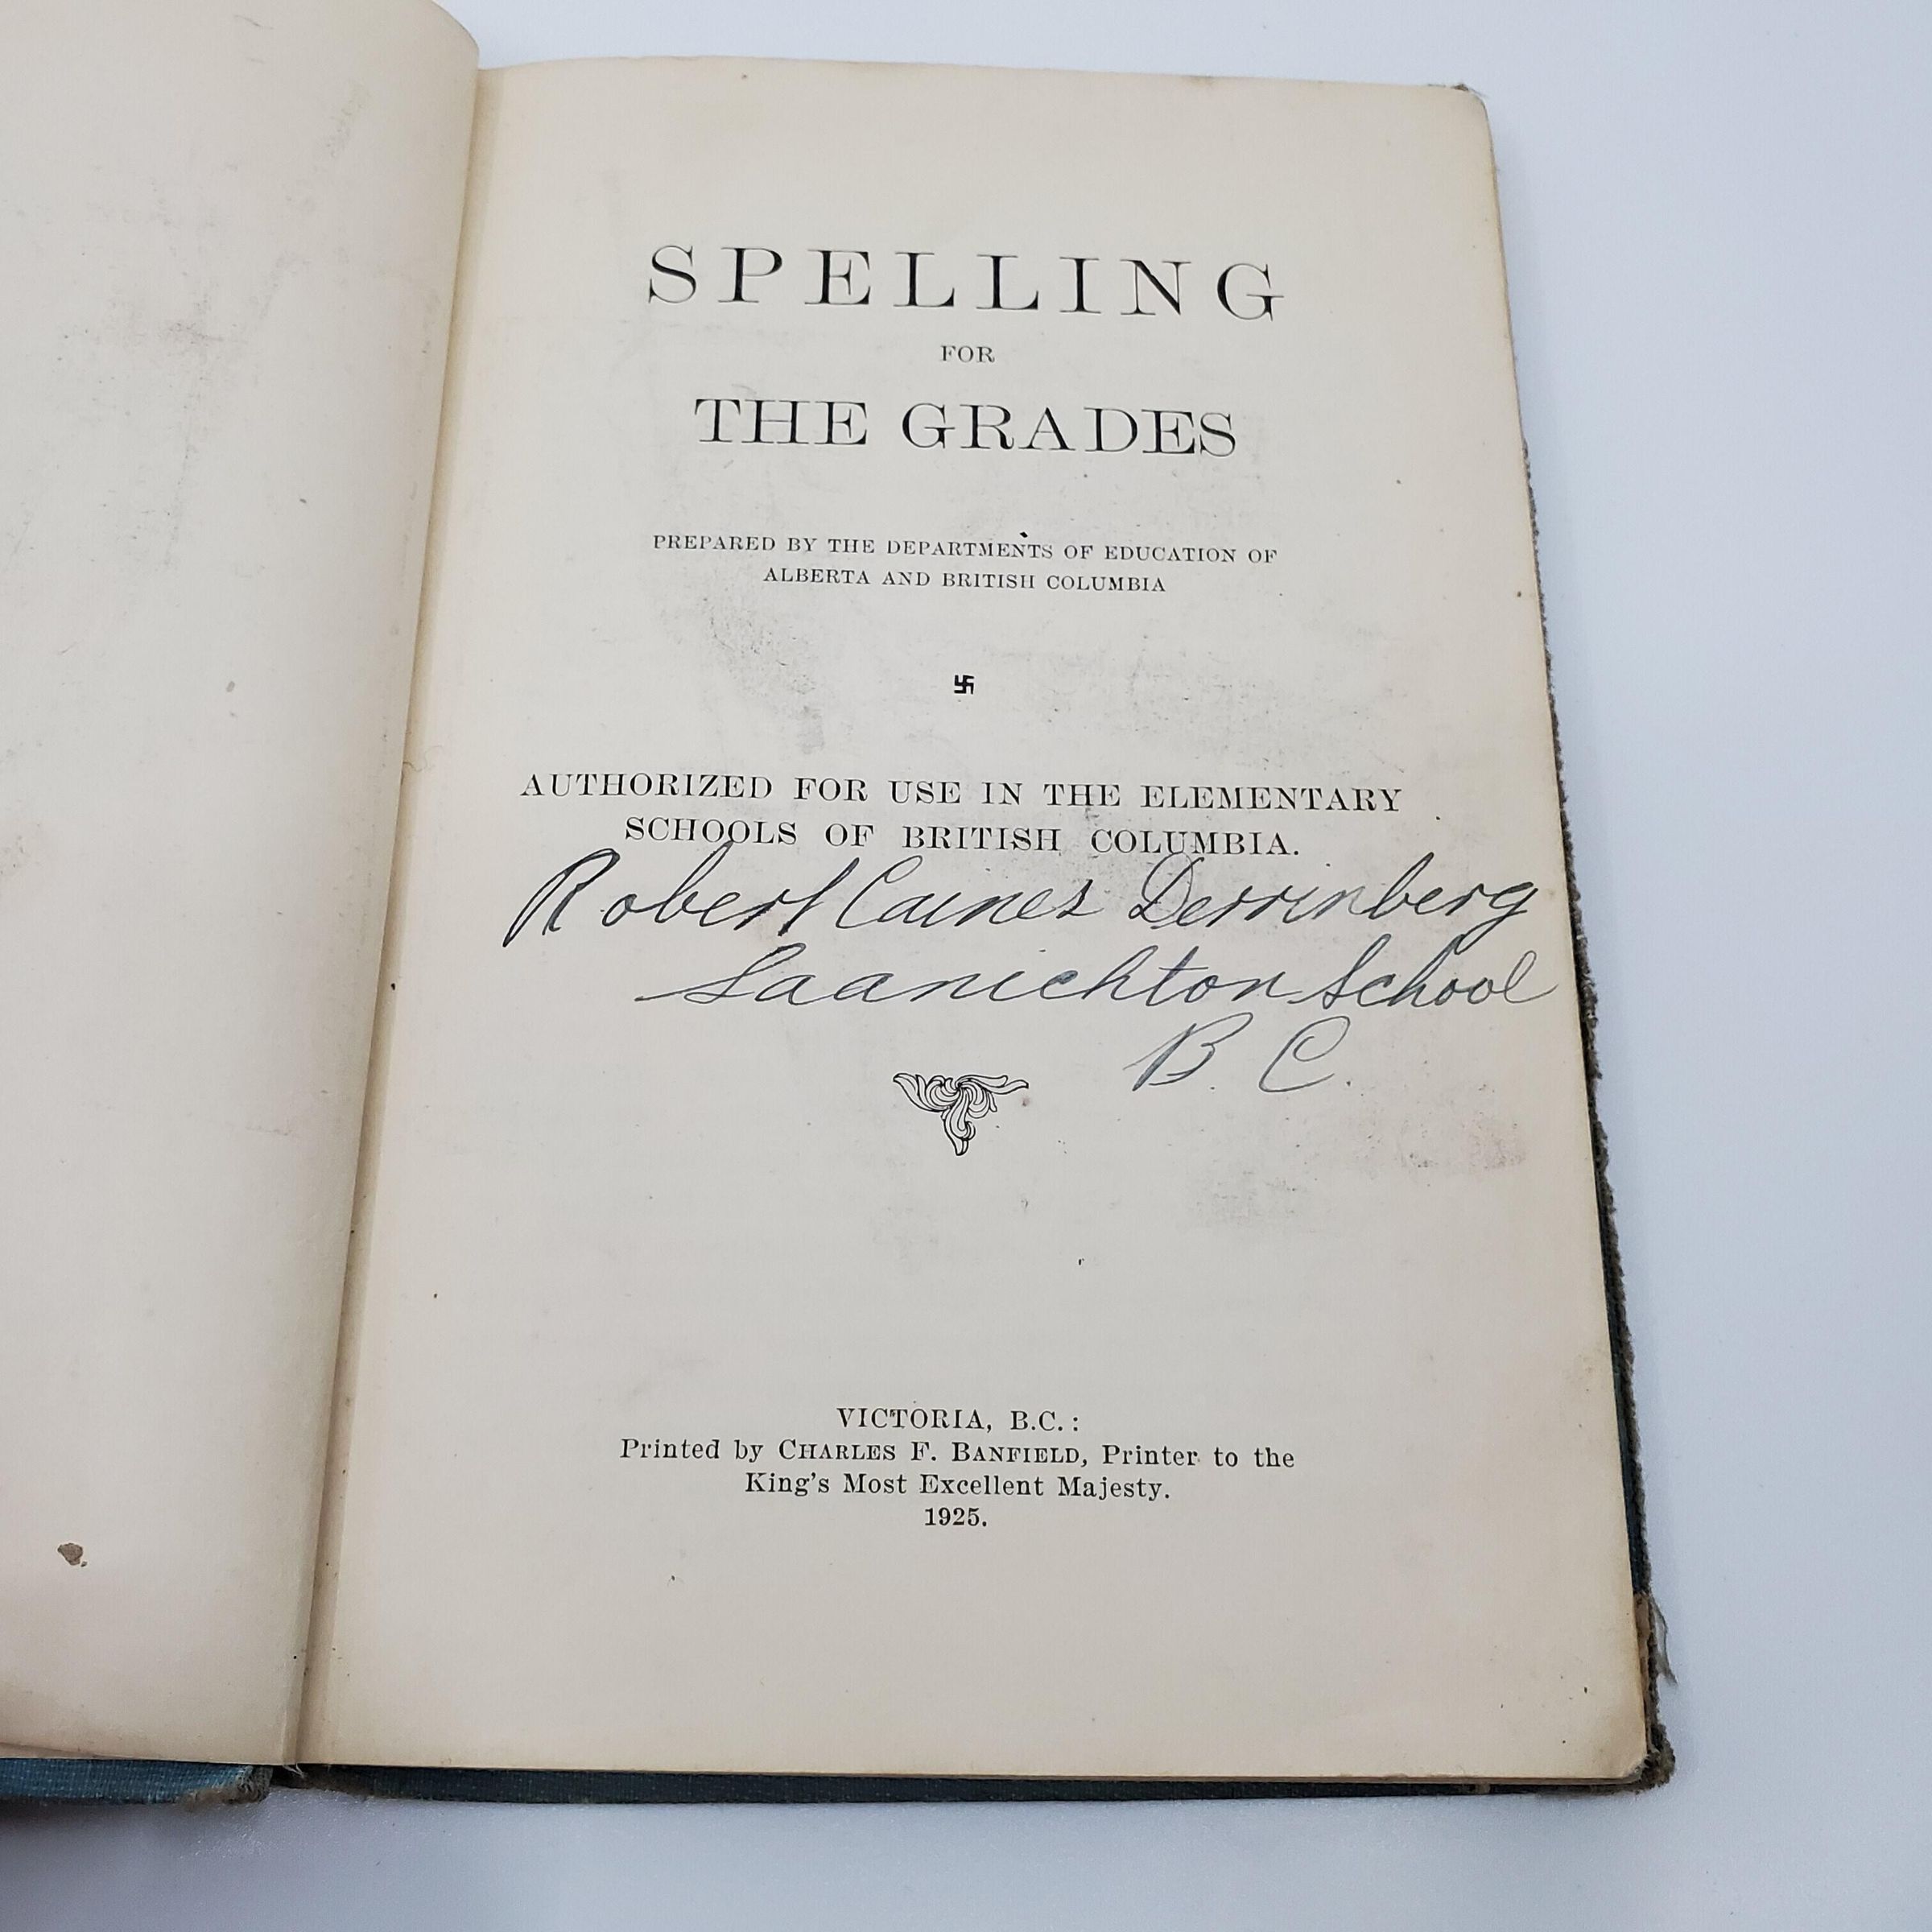 SPELLING
FOR
THE GRADES
PREPARED BY THE DEPARTMENTS OF EDUCATION OF
ALBERTA AND BRITISH COLUMBIA
卐
AUTHORIZED FOR USE IN THE ELEMENTARY
SCHOOLS OF BRITISH COLUMBIA.
Robert Caines Derrinberg
Saanichton School
B. C.
VICTORIA, B.C.:
Printed by CHARLES F. BANFIELD, Printer to the
King's Most Excellent Majesty.
1925.